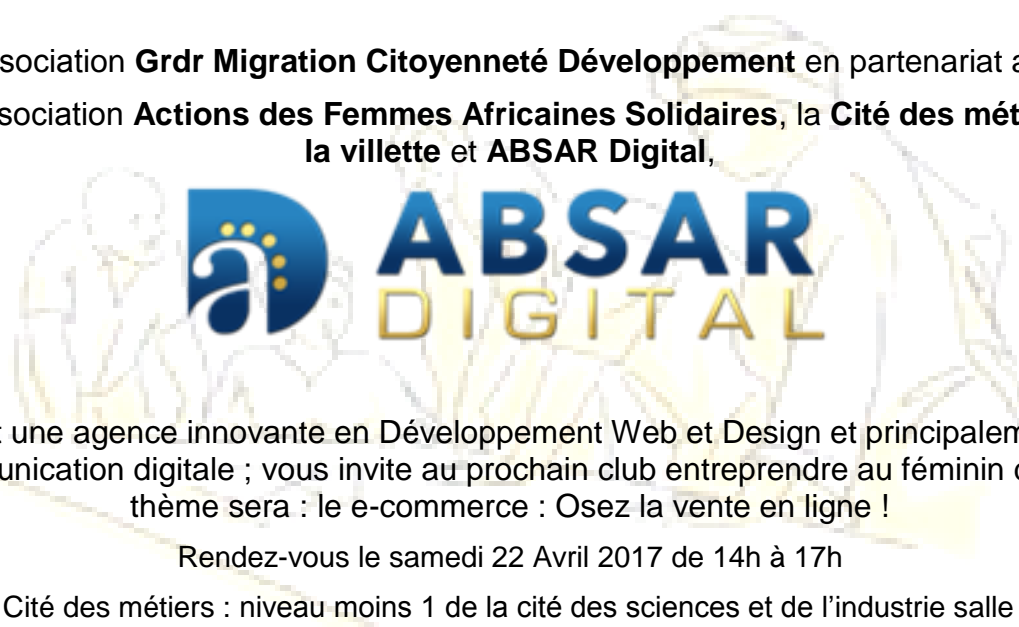 sociation Grdr Migration Citoyenneté Développement en partenariat a
sociation Actions des Femmes Africaines Solidaires, la Cité des mét
la villette et ABSAR Digital,
a ABSAR
DIGITAL
une agence innovante en Développement Web et Design et principalem
unication digitale ; vous invite au prochain club entreprendre au féminin
thème sera : le e-commerce : Osez la vente en ligne !
Rendez-vous le samedi 22 Avril 2017 de 14h à 17h
Cité des métiers : niveau moins 1 de la cité des sciences et de l’industrie salle